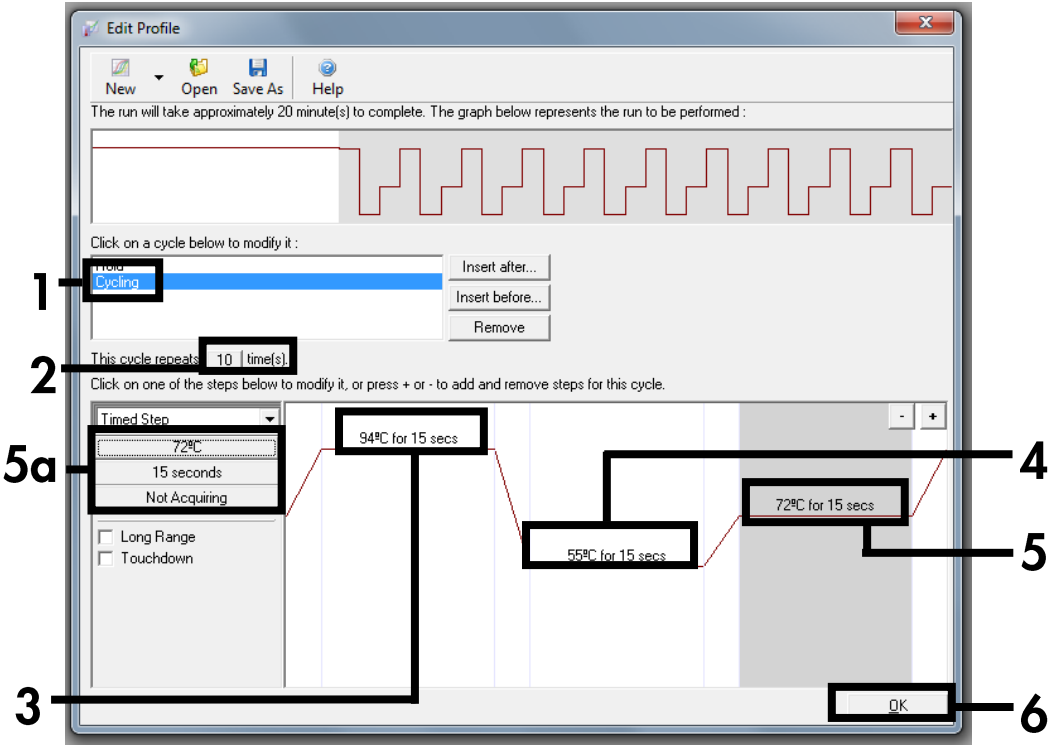 Edit Profile
New Open Save As Help
The run will take approximately 20 minute(s) to complete. The graph below represents the run to be performed :
Click on a cycle below to modify it :
Hold
Cycling
Insert after...
Insert before...
Remove
1
This cycle repeats 10 time(s).
2
Click on one of the steps below to modify it, or press + or - to add and remove steps for this cycle.
Timed Step
- +
72ºC
15 seconds
Not Acquiring
5a
Long Range
Touchdown
94ºC for 15 secs
55ºC for 15 secs
72ºC for 15 secs
4
5
3
OK
6